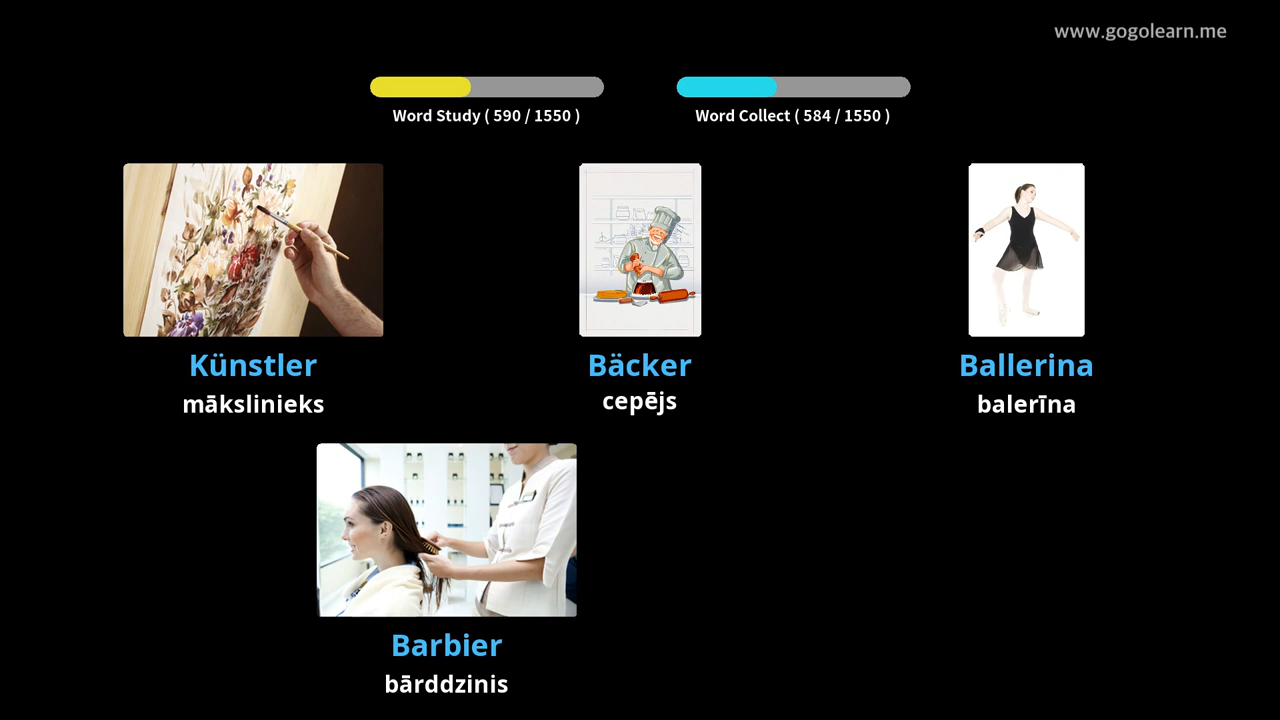 www.gogolearn.me
Word Study ( 590 / 1550 )
Word Collect ( 584 / 1550 )
Künstler
mākslinieks
Bäcker
cepējs
Ballerina
balerīna
Barbier
bārddzinis